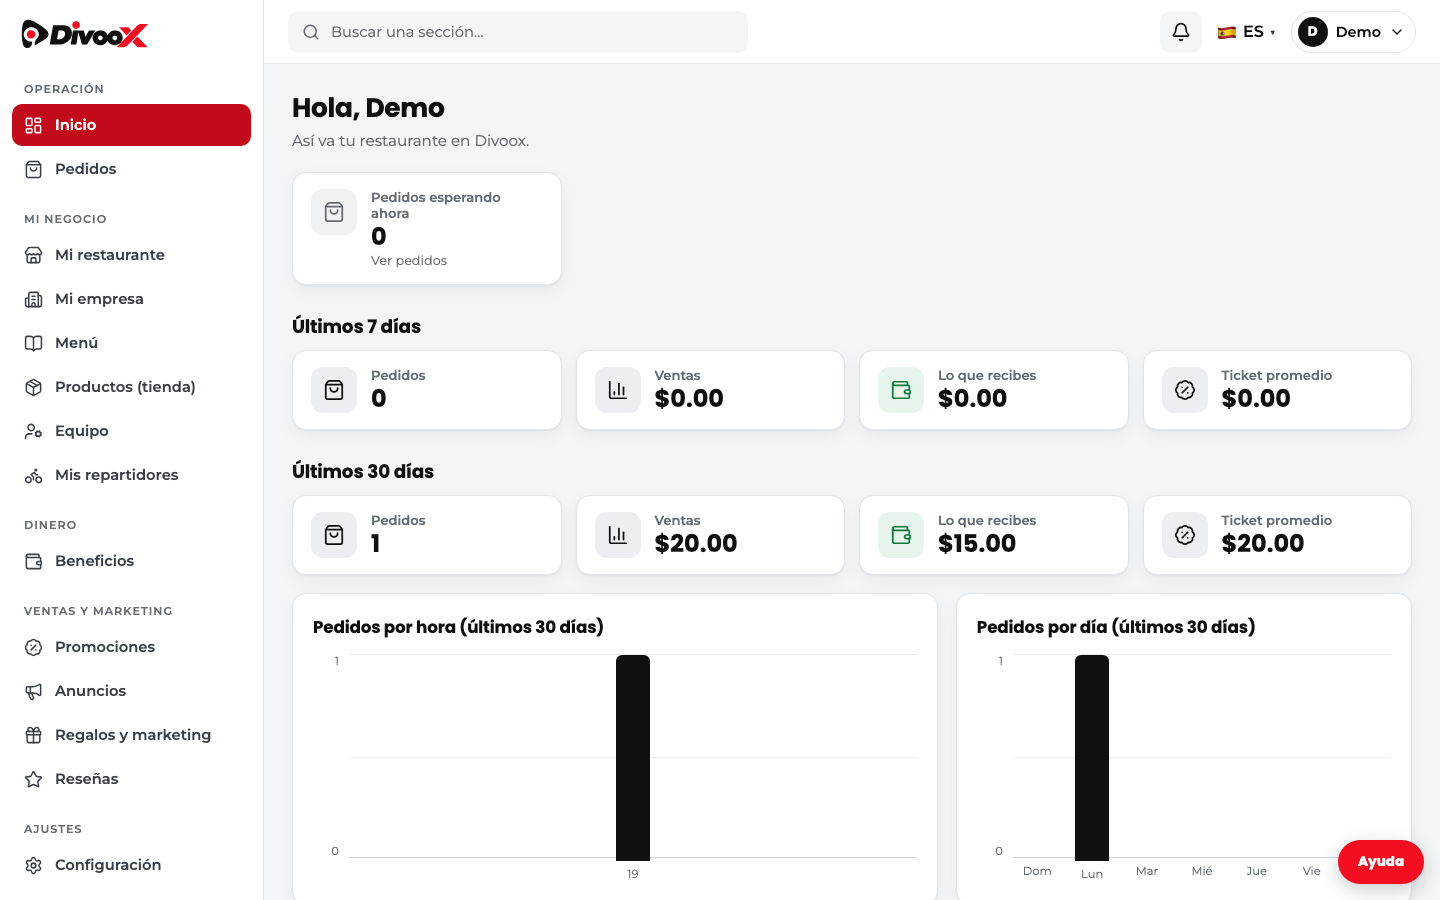 DivooX
Buscar una sección...
ES
D
Demo
OPERACIÓN
Inicio
Pedidos
MI NEGOCIO
Mi restaurante
Mi empresa
Menú
Productos (tienda)
Equipo
Mis repartidores
DINERO
Beneficios
VENTAS Y MARKETING
Promociones
Anuncios
Regalos y marketing
Reseñas
AJUSTES
Configuración
Hola, Demo
Así va tu restaurante en Divoox.
Pedidos esperando
ahora
0
Ver pedidos
Últimos 7 días
Pedidos
0
Ventas
$0.00
Lo que recibes
$0.00
Ticket promedio
$0.00
Últimos 30 días
Pedidos
1
Ventas
$20.00
Lo que recibes
$15.00
Ticket promedio
$20.00
Pedidos por hora (últimos 30 días)
1
0
19
Pedidos por día (últimos 30 días)
1
0
Dom Lun Mar Mié Jue Vie
Ayuda